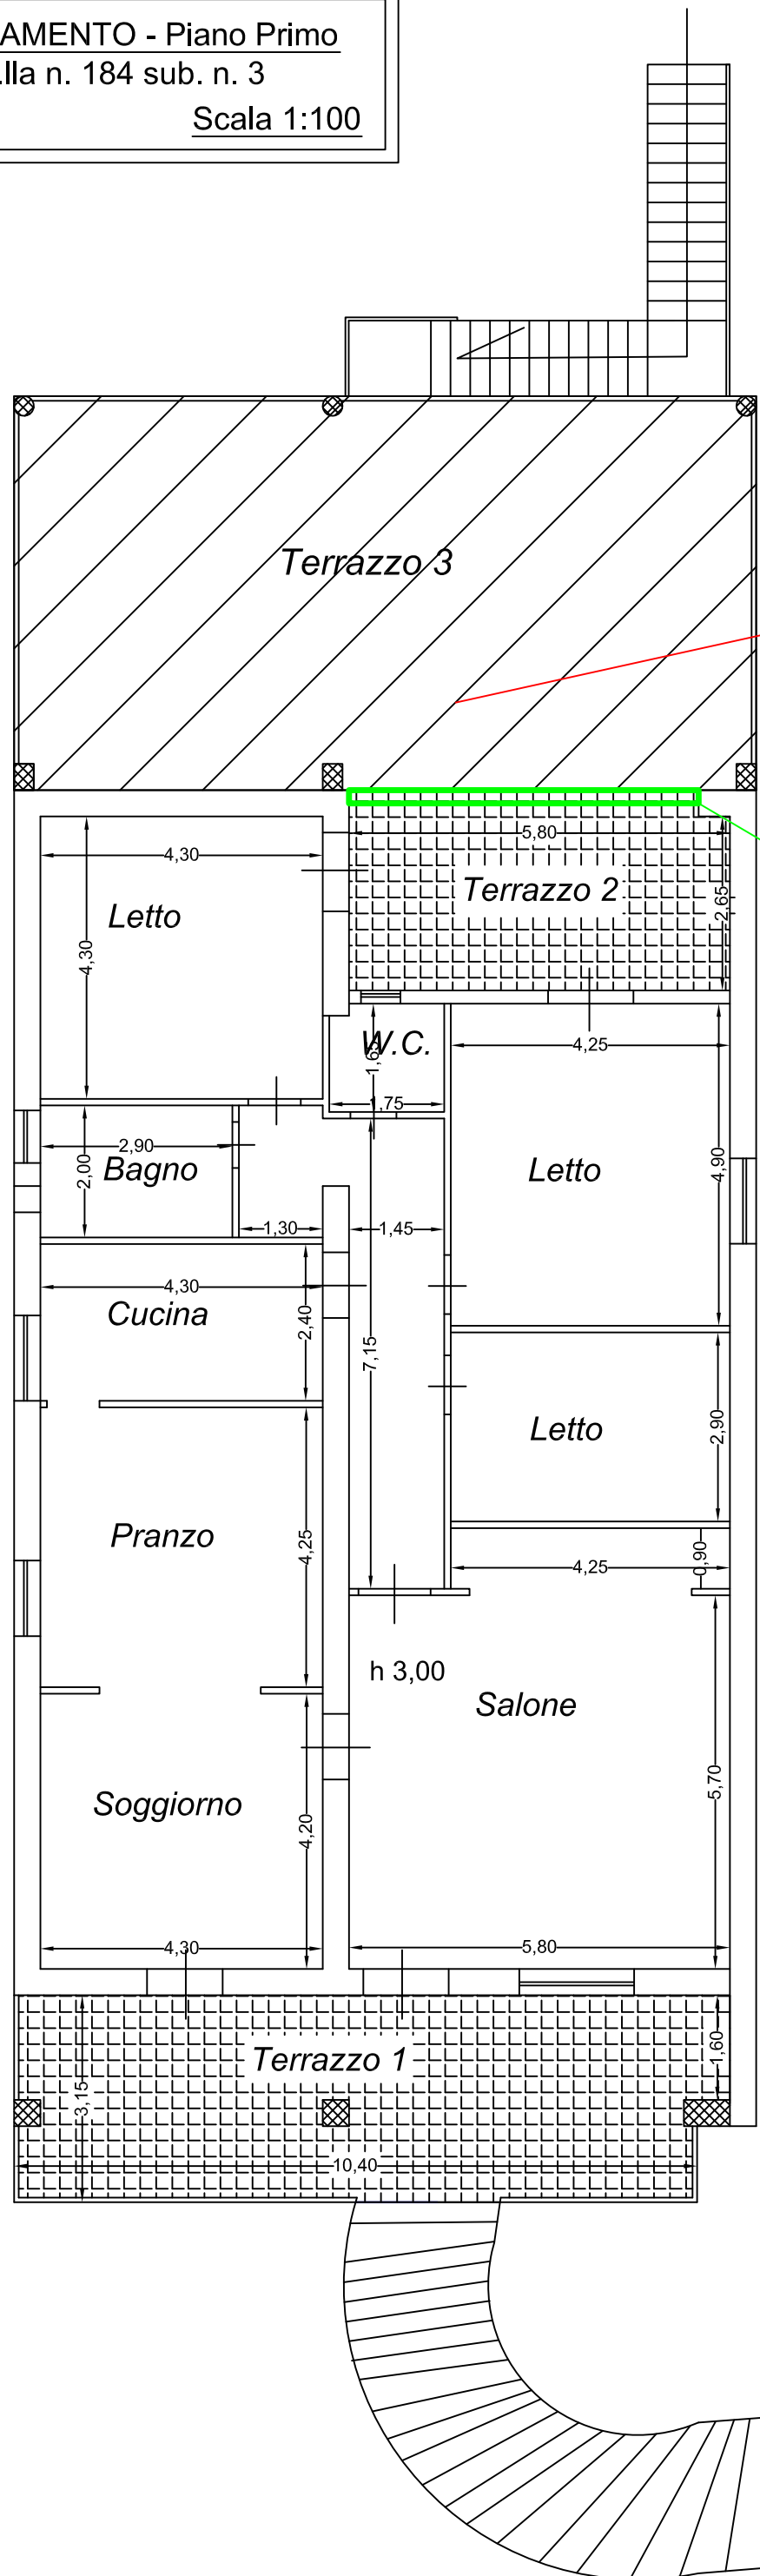 AMENTO - Piano Primo
.lla n. 184 sub. n. 3
Scala 1:100
Terrazzo 3
5,80
4,30
Terrazzo 2
Letto
2,65
4,30
W.C.
1,65
4,25
1,75
2,90
2,00
Bagno
Letto
4,90
1,30
1,45
4,30
Cucina
2,40
7,15
Letto
2,90
Pranzo
4,25
4,25
0,90
h 3,00
Salone
5,70
Soggiorno
4,20
4,30
5,80
Terrazzo 1
1,60
3,15
10,40